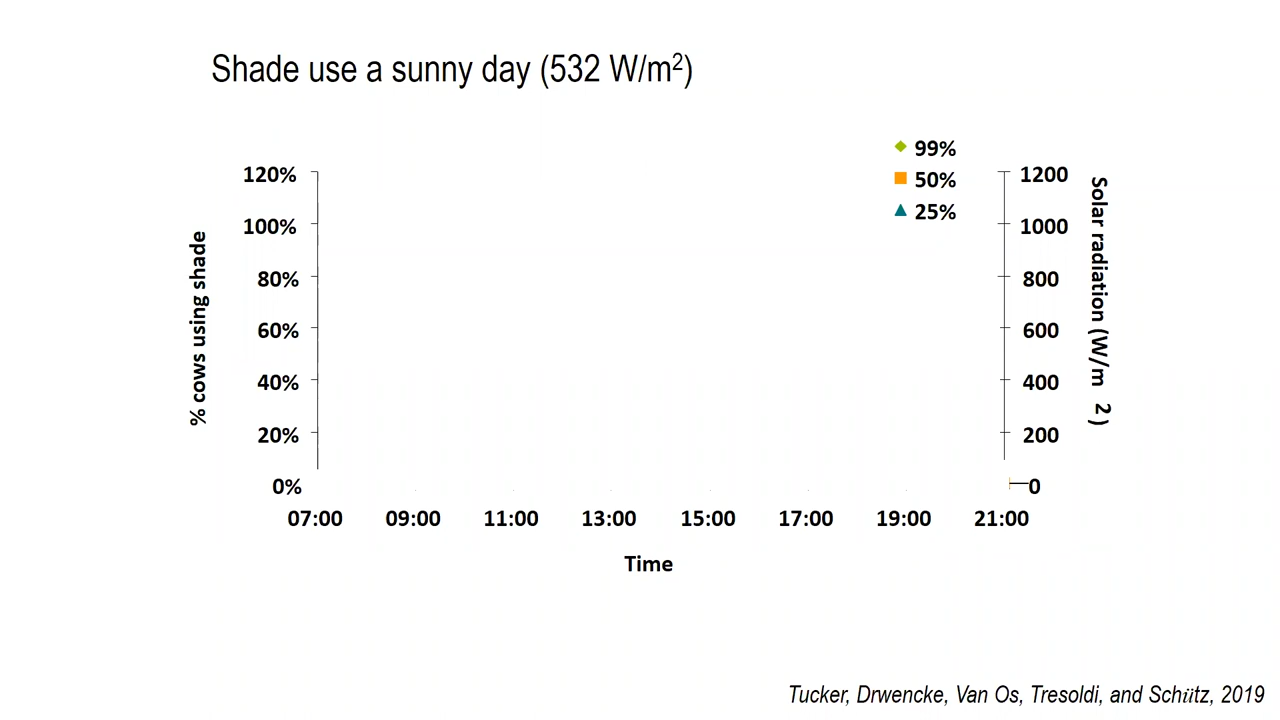 Shade use a sunny day (532 W/m²)
99%
50%
25%
120%
100%
80%
60%
40%
20%
0%
% cows using shade
1200
1000
800
600
400
200
0
Solar radiation (W/m 2)
07:00 09:00 11:00 13:00 15:00 17:00 19:00 21:00
Time
Tucker, Drwencke, Van Os, Tresoldi, and Schütz, 2019